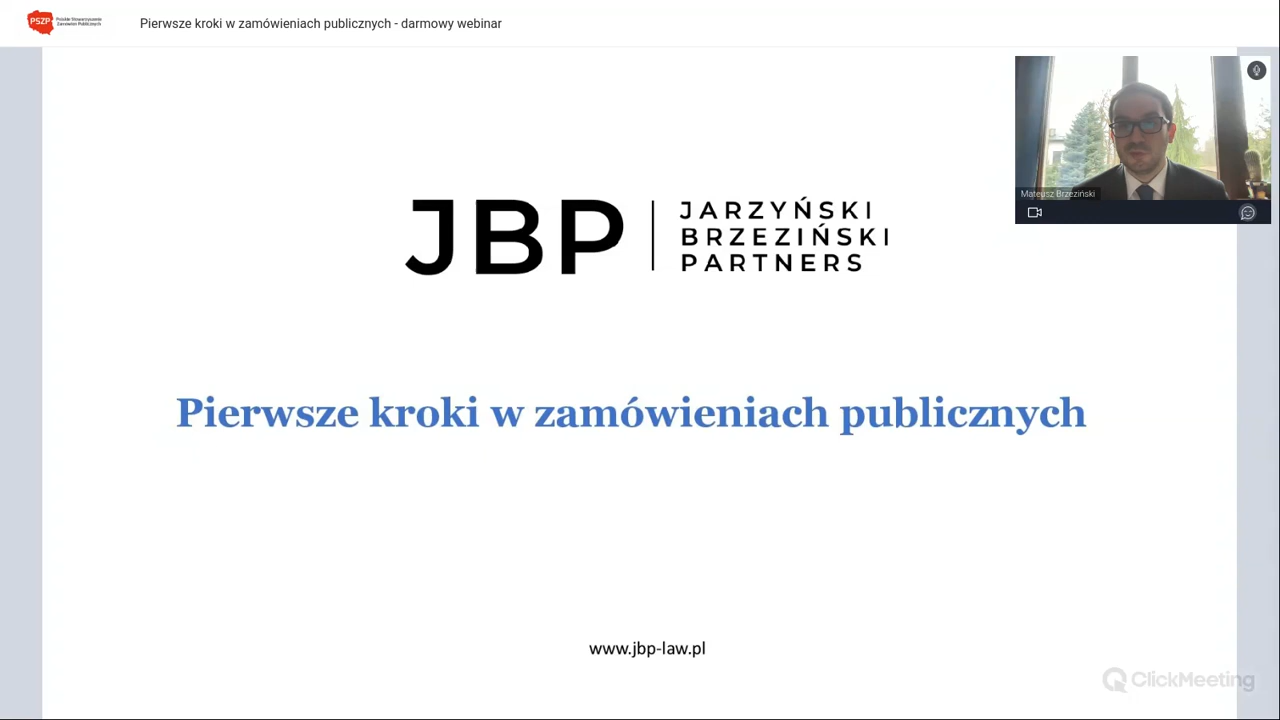 PSZP Polskie Stowarzyszenie
Zamówień Publicznych
Pierwsze kroki w zamówieniach publicznych - darmowy webinar
Mateusz Brzeziński
JBP
JARZYŃSKI
BRZEZIŃSKI
PARTNERS
Pierwsze kroki w zamówieniach publicznych
www.jbp-law.pl
ClickMeeting